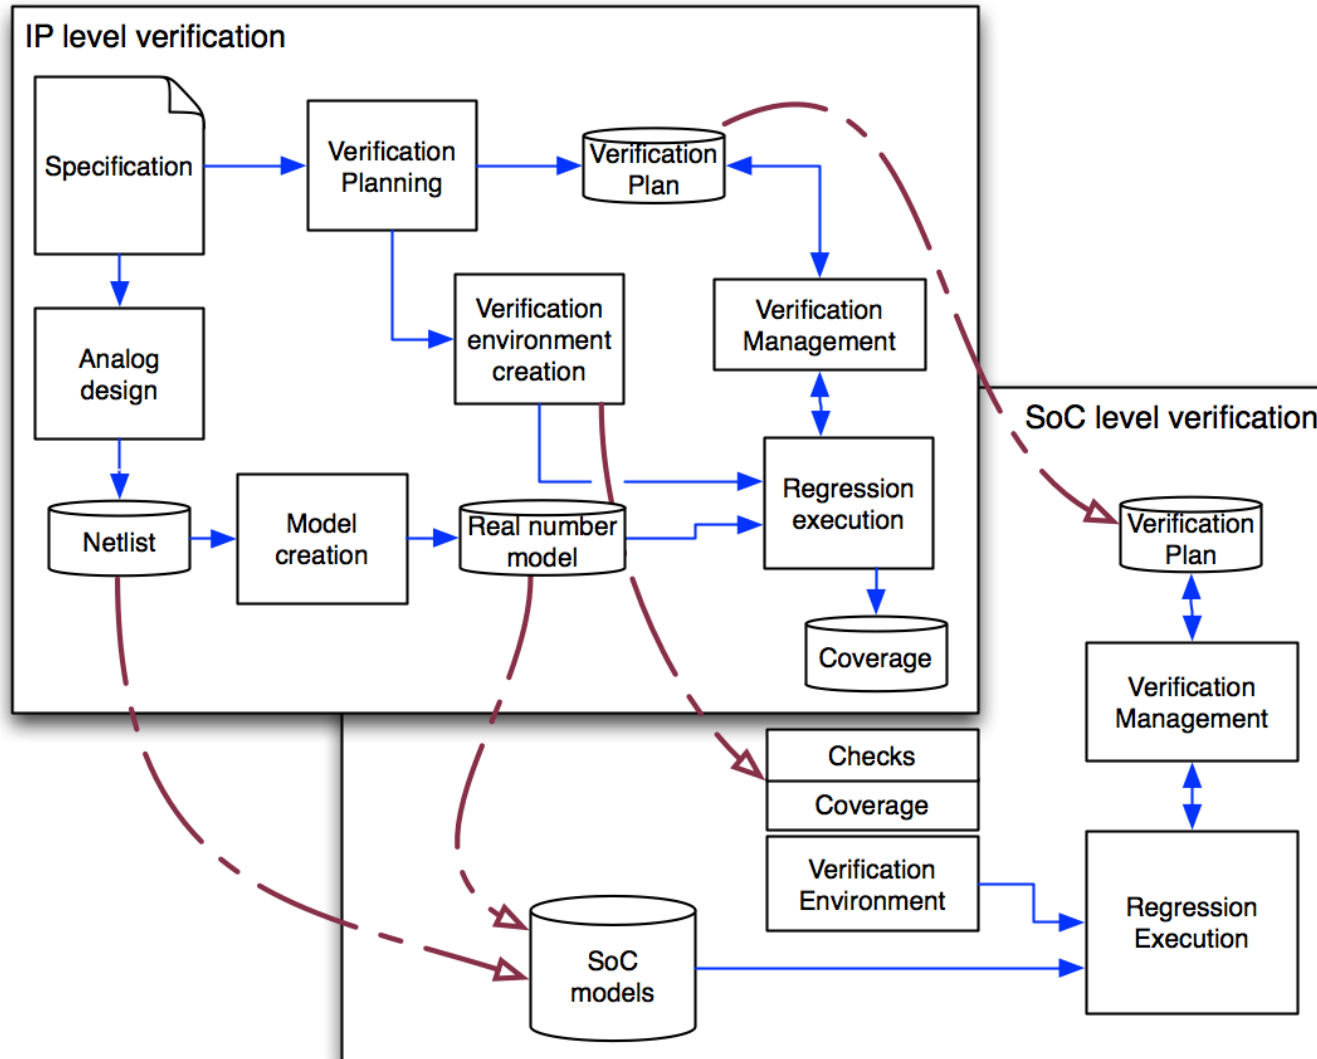 IP level verification
Specification
Verification
Planning
Verification
Plan
Verification
environment
creation
Verification
Management
Analog
design
SoC level verification
Netlist
Model
creation
Real number
model
Regression
execution
Verification
Plan
Coverage
Verification
Management
Checks
Coverage
Verification
Environment
Regression
Execution
SoC
models